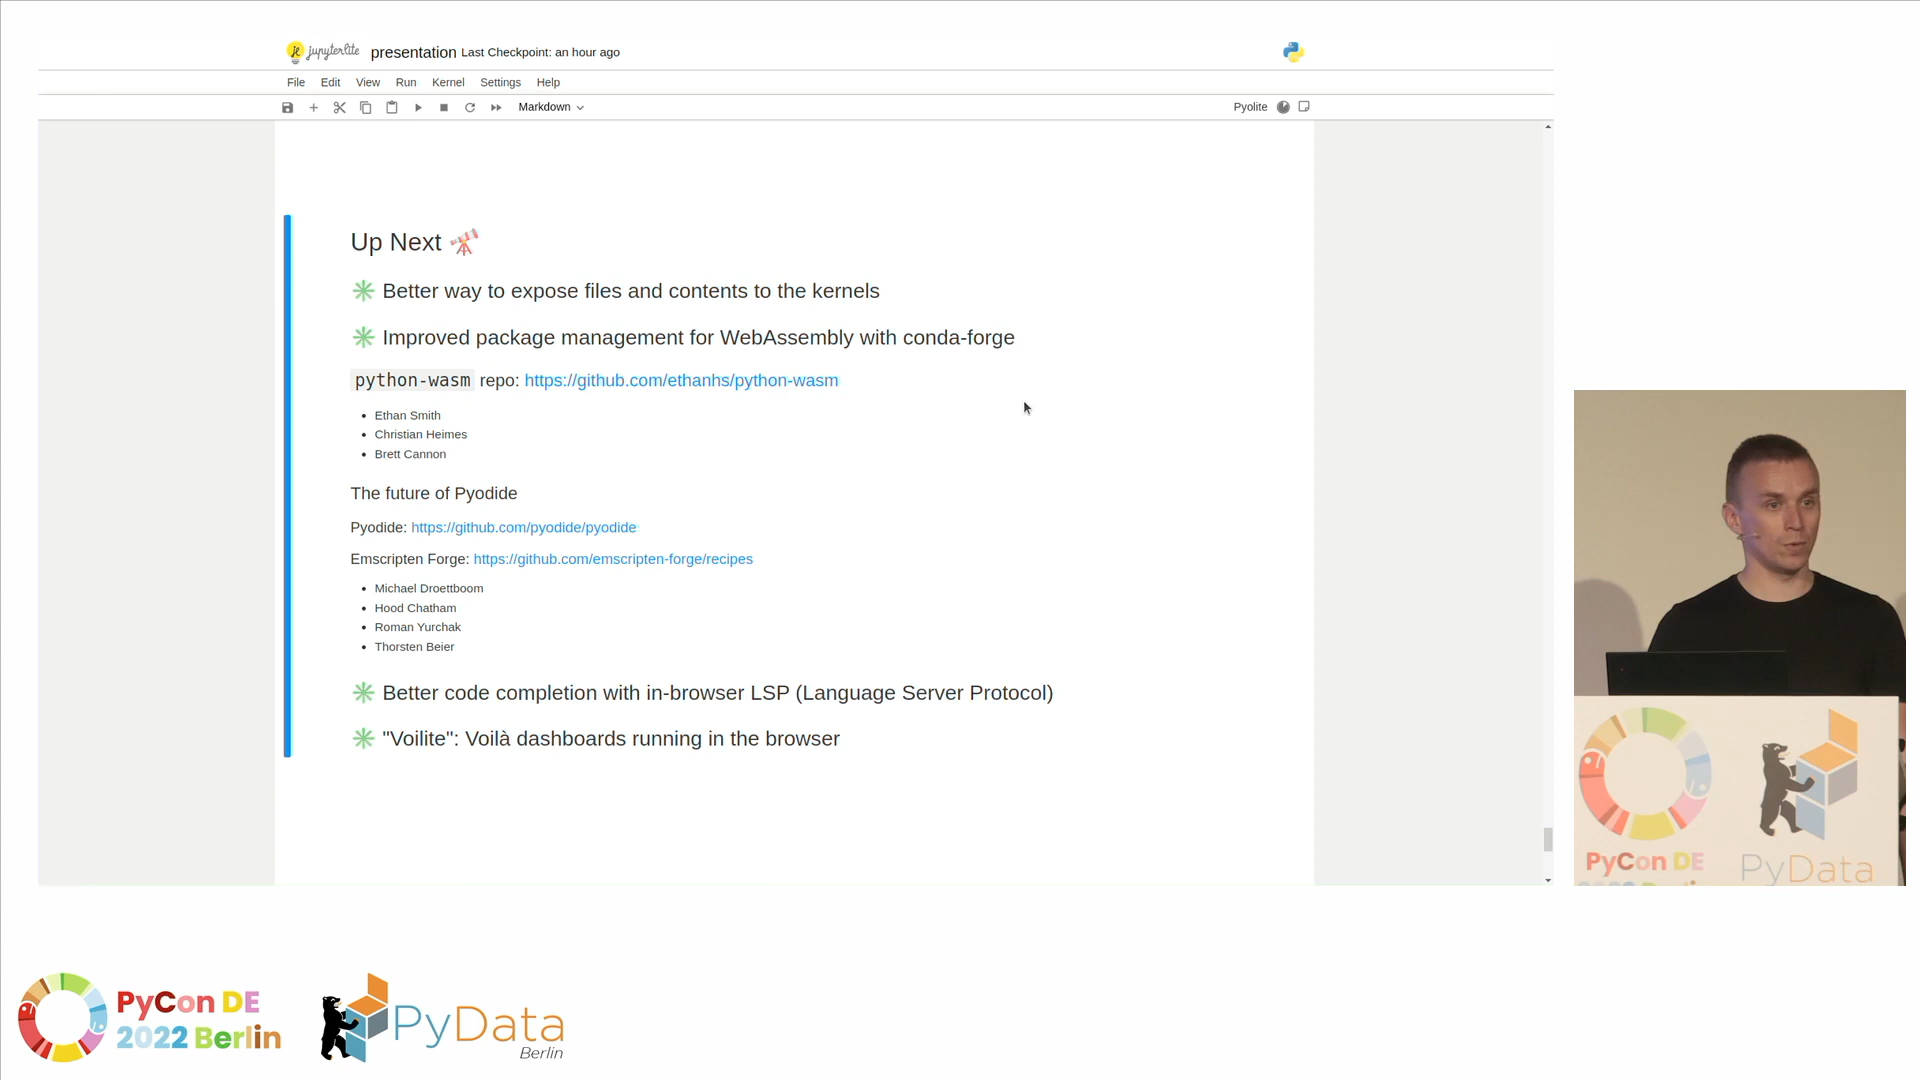 jupyterlite presentation Last Checkpoint: an hour ago
File Edit View Run Kernel Settings Help
Markdown Pyolite
Up Next
Better way to expose files and contents to the kernels
Improved package management for WebAssembly with conda-forge
python-wasm repo: https://github.com/ethanhs/python-wasm
Ethan Smith
Christian Heimes
Brett Cannon
The future of Pyodide
Pyodide: https://github.com/pyodide/pyodide
Emscripten Forge: https://github.com/emscripten-forge/recipes
Michael Droettboom
Hood Chatham
Roman Yurchak
Thorsten Beier
Better code completion with in-browser LSP (Language Server Protocol)
"Voilite": Voilà dashboards running in the browser
PyCon DE
PyData
PyCon DE
2022 Berlin
PyData
Berlin